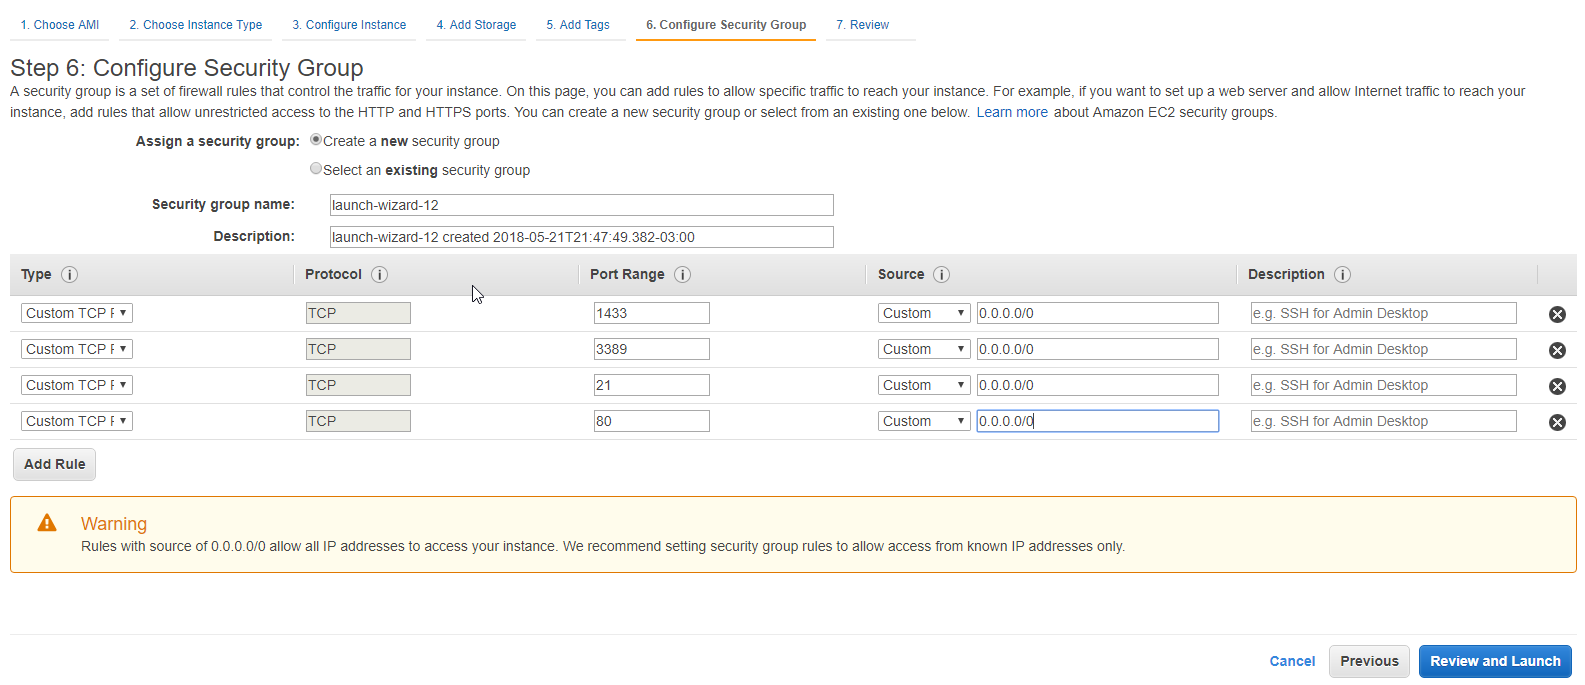 1. Choose AMI 2. Choose Instance Type 3. Configure Instance 4. Add Storage 5. Add Tags 6. Configure Security Group 7. Review
Step 6: Configure Security Group
A security group is a set of firewall rules that control the traffic for your instance. On this page, you can add rules to allow specific traffic to reach your instance. For example, if you want to set up a web server and allow Internet traffic to reach your
instance, add rules that allow unrestricted access to the HTTP and HTTPS ports. You can create a new security group or select from an existing one below. Learn more about Amazon EC2 security groups.
Assign a security group: Create a new security group
Select an existing security group
Security group name: launch-wizard-12
Description: launch-wizard-12 created 2018-05-21T21:47:49.382-03:00
Type i Protocol i Port Range i Source i Description i
Custom TCP TCP 1433 Custom 0.0.0.0/0 e.g. SSH for Admin Desktop
Custom TCP TCP 3389 Custom 0.0.0.0/0 e.g. SSH for Admin Desktop
Custom TCP TCP 21 Custom 0.0.0.0/0 e.g. SSH for Admin Desktop
Custom TCP TCP 80 Custom 0.0.0.0/0 e.g. SSH for Admin Desktop
Add Rule
Warning
Rules with source of 0.0.0.0/0 allow all IP addresses to access your instance. We recommend setting security group rules to allow access from known IP addresses only.
Cancel Previous Review and Launch